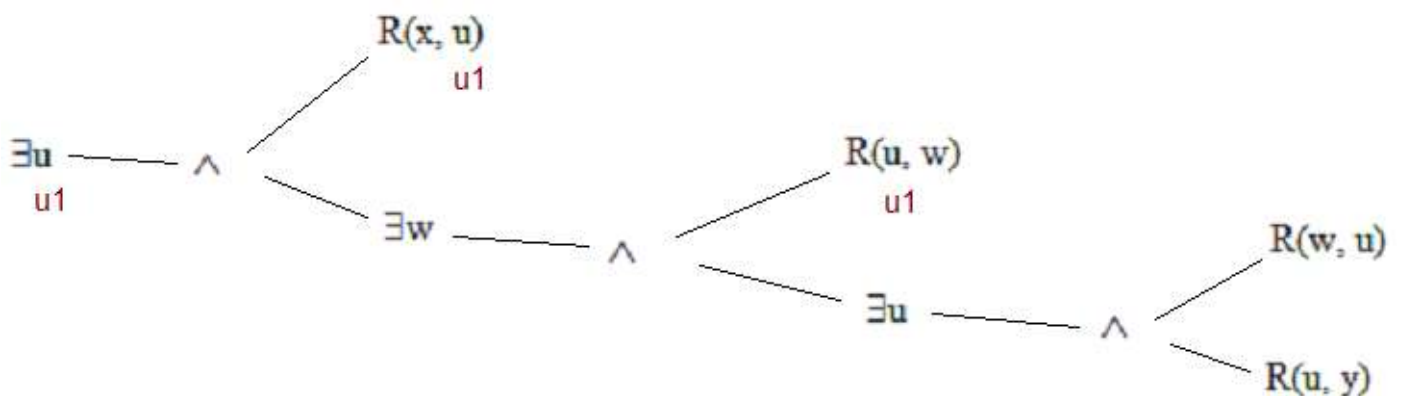 R(x, u)
u1
∃u
∧
R(u, w)
u1
u1
∃w
∧
R(w, u)
∃u
∧
R(u, y)